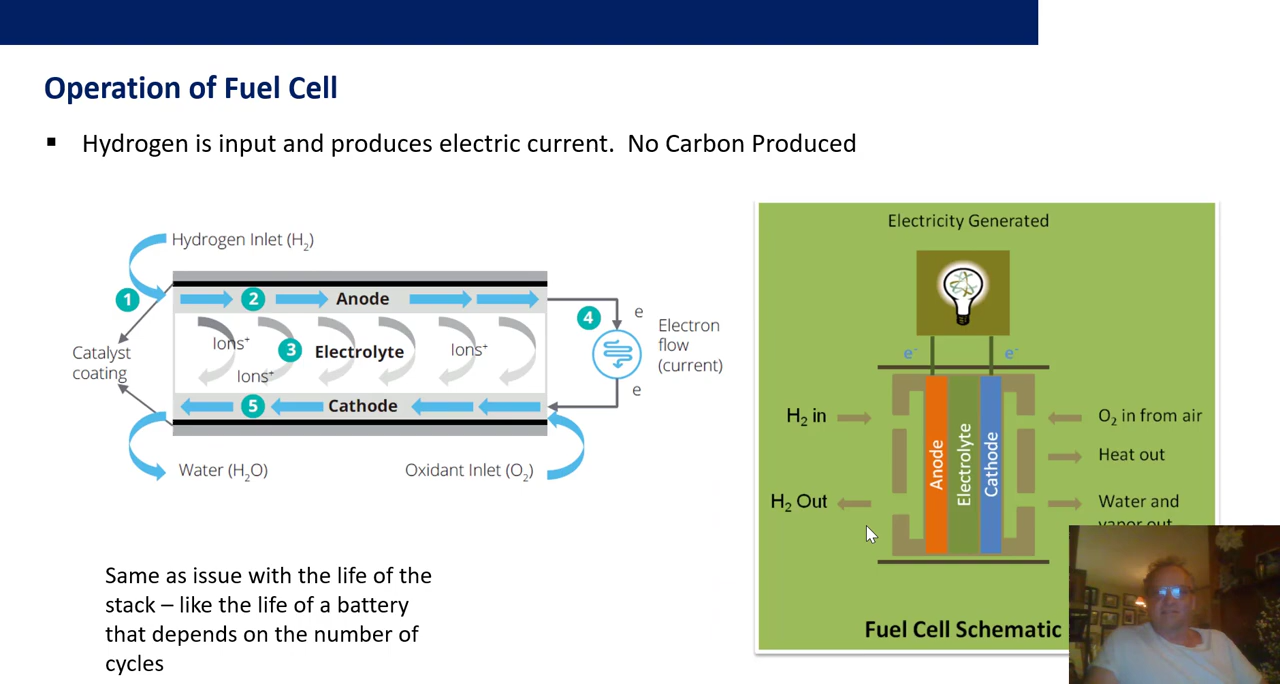 Operation of Fuel Cell
▪ Hydrogen is input and produces electric current.  No Carbon Produced
Hydrogen Inlet (H₂)
1
2
Anode
4
e
Electron
flow
(current)
Ions⁺
3
Electrolyte
Ions⁺
Ions⁺
Catalyst
coating
e
5
Cathode
Water (H₂O)
Oxidant Inlet (O₂)
Same as issue with the life of the
stack – like the life of a battery
that depends on the number of
cycles
Electricity Generated
e⁻
e⁻
H₂ in
O₂ in from air
Heat out
H₂ Out
Water and
vapor out
Anode
Electrolyte
Cathode
Fuel Cell Schematic